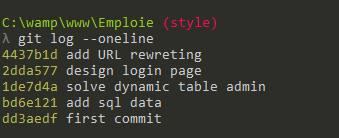 C:\wamp\www\Emploie (style)
λ git log --oneline
4437b1d add URL rewreting
2dda577 design login page
1de7d4a solve dynamic table admin
bd6e121 add sql data
dd3aedf first commit